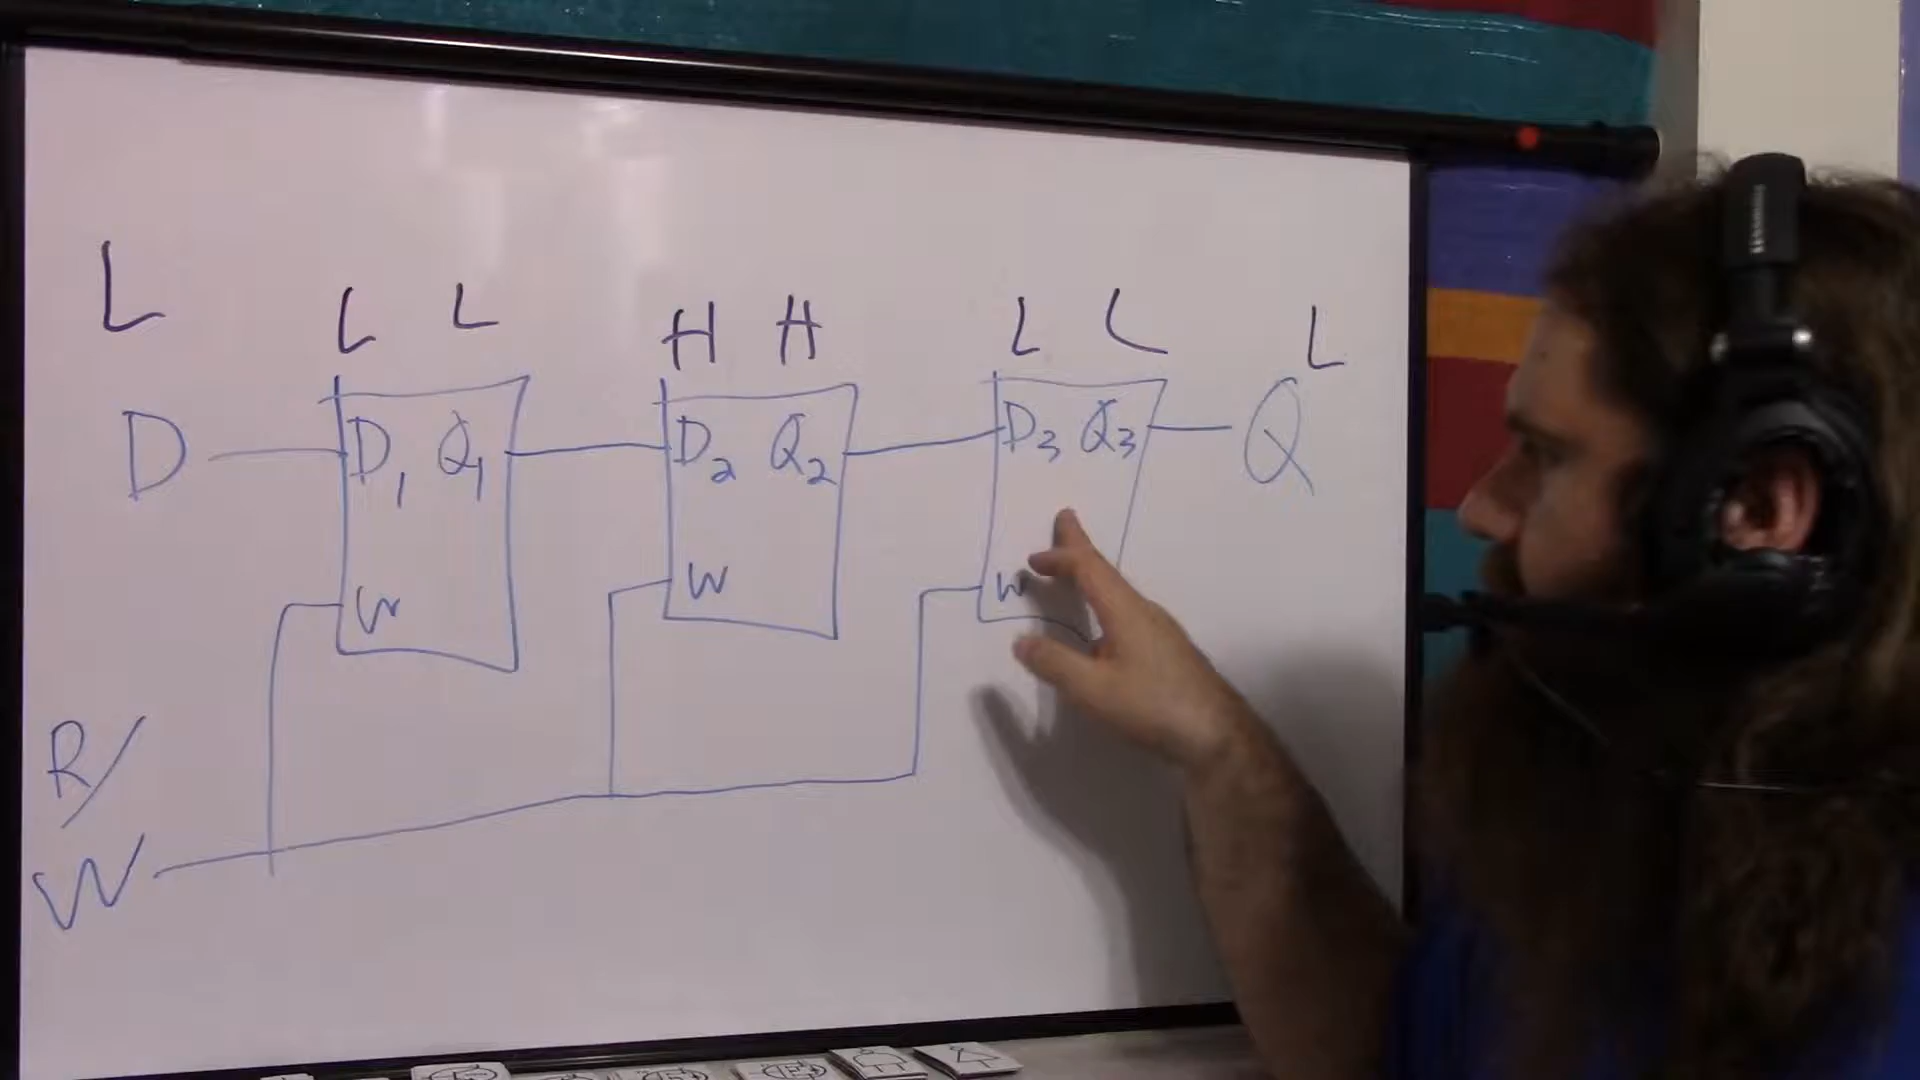 L L L H H L L L
D D₁ Q₁ D₂ Q₂ D₃ Q₃ Q
W W W
R/
W